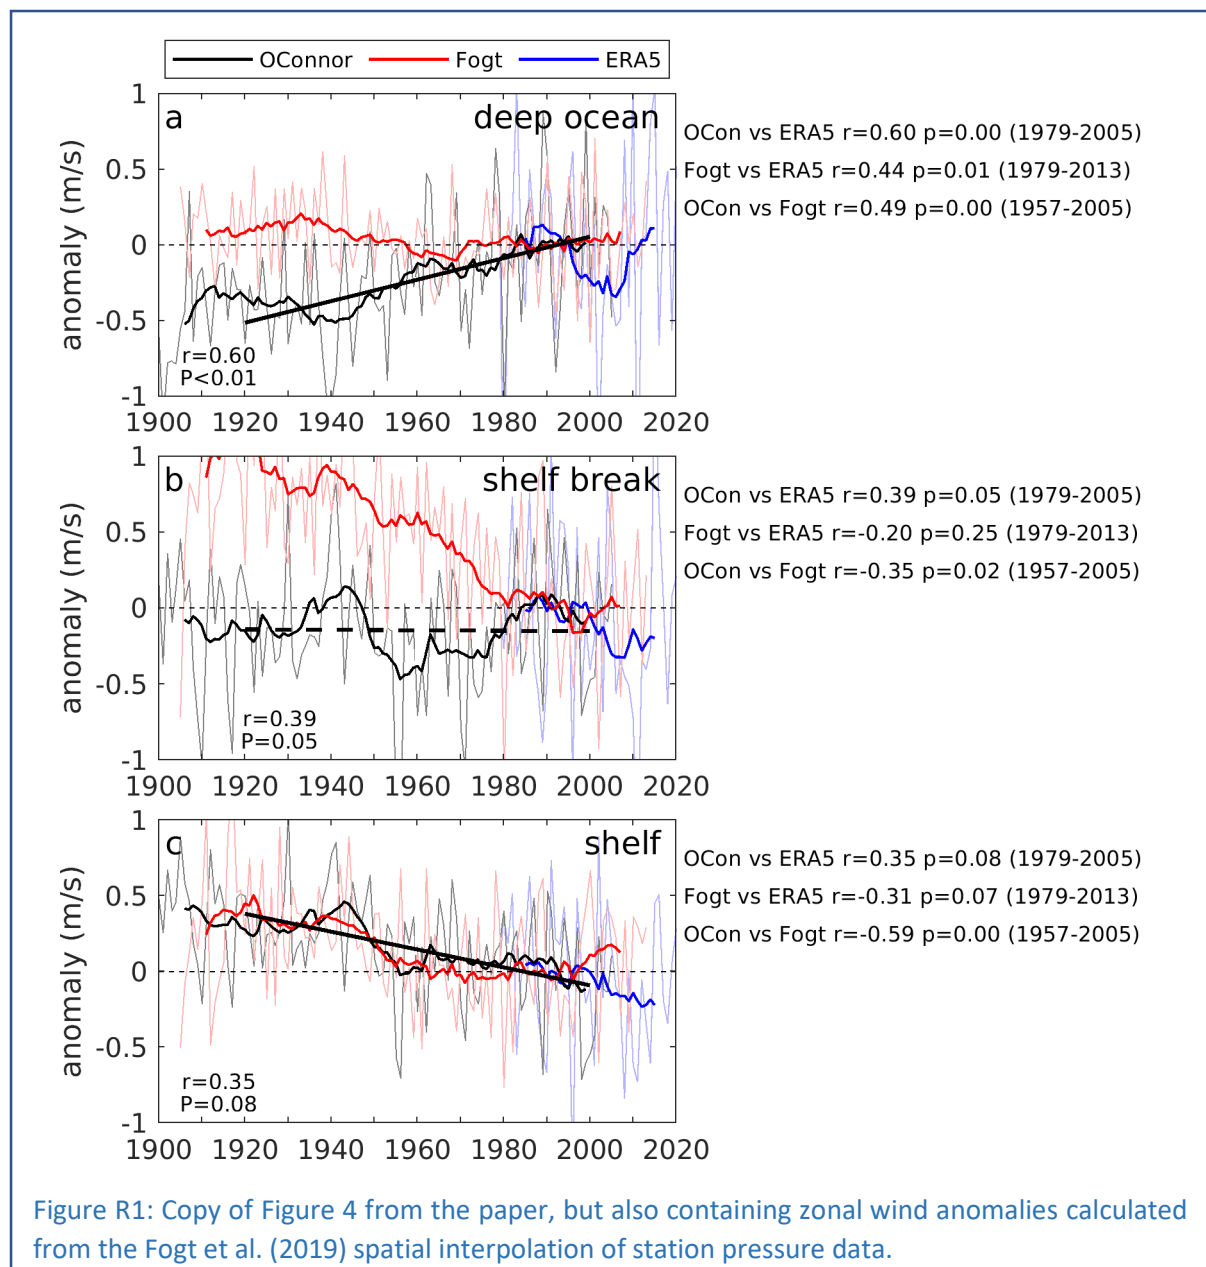 OConnor Fogt ERA5
a deep ocean
anomaly (m/s)
1
0.5
0
-0.5
-1
r=0.60
P<0.01
1900 1920 1940 1960 1980 2000 2020
OCon vs ERA5 r=0.60 p=0.00 (1979-2005)
Fogt vs ERA5 r=0.44 p=0.01 (1979-2013)
OCon vs Fogt r=0.49 p=0.00 (1957-2005)
b shelf break
anomaly (m/s)
1
0.5
0
-0.5
-1
r=0.39
P=0.05
1900 1920 1940 1960 1980 2000 2020
OCon vs ERA5 r=0.39 p=0.05 (1979-2005)
Fogt vs ERA5 r=-0.20 p=0.25 (1979-2013)
OCon vs Fogt r=-0.35 p=0.02 (1957-2005)
c shelf
anomaly (m/s)
1
0.5
0
-0.5
-1
r=0.35
P=0.08
1900 1920 1940 1960 1980 2000 2020
OCon vs ERA5 r=0.35 p=0.08 (1979-2005)
Fogt vs ERA5 r=-0.31 p=0.07 (1979-2013)
OCon vs Fogt r=-0.59 p=0.00 (1957-2005)
Figure R1: Copy of Figure 4 from the paper, but also containing zonal wind anomalies calculated
from the Fogt et al. (2019) spatial interpolation of station pressure data.